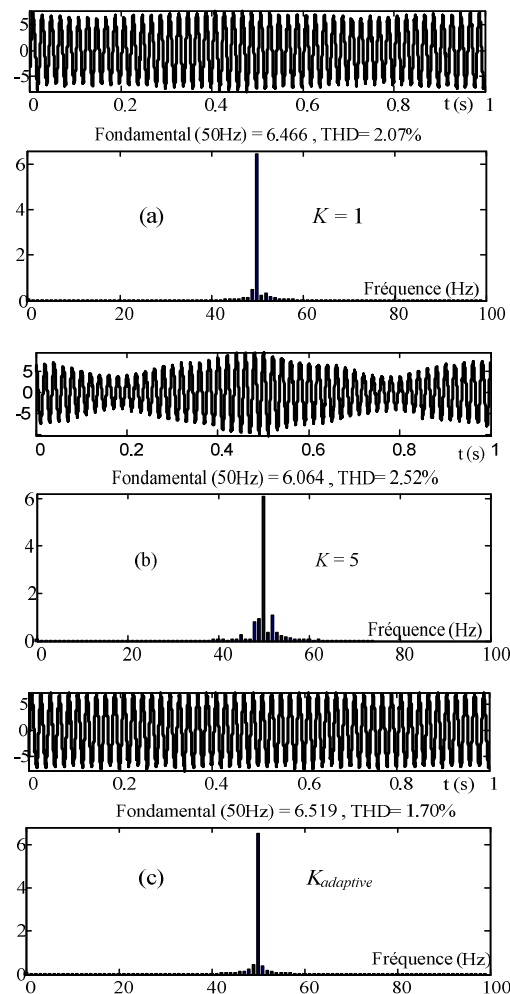 5
0
-5
0 0.2 0.4 0.6 0.8 t (s) 1
Fondamental (50Hz) = 6.466 , THD= 2.07%
6
4
2
0
(a) K = 1
Fréquence (Hz)
0 20 40 60 80 100
5
0
-5
0 0.2 0.4 0.6 0.8 1
t (s)
Fondamental (50Hz) = 6.064 , THD= 2.52%
6
4
2
0
(b) K = 5
Fréquence (Hz)
0 20 40 60 80 100
5
0
-5
0 0.2 0.4 0.6 0.8 t (s) 1
Fondamental (50Hz) = 6.519 , THD= 1.70%
6
4
2
0
(c) Kadaptive
Fréquence (Hz)
0 20 40 60 80 100